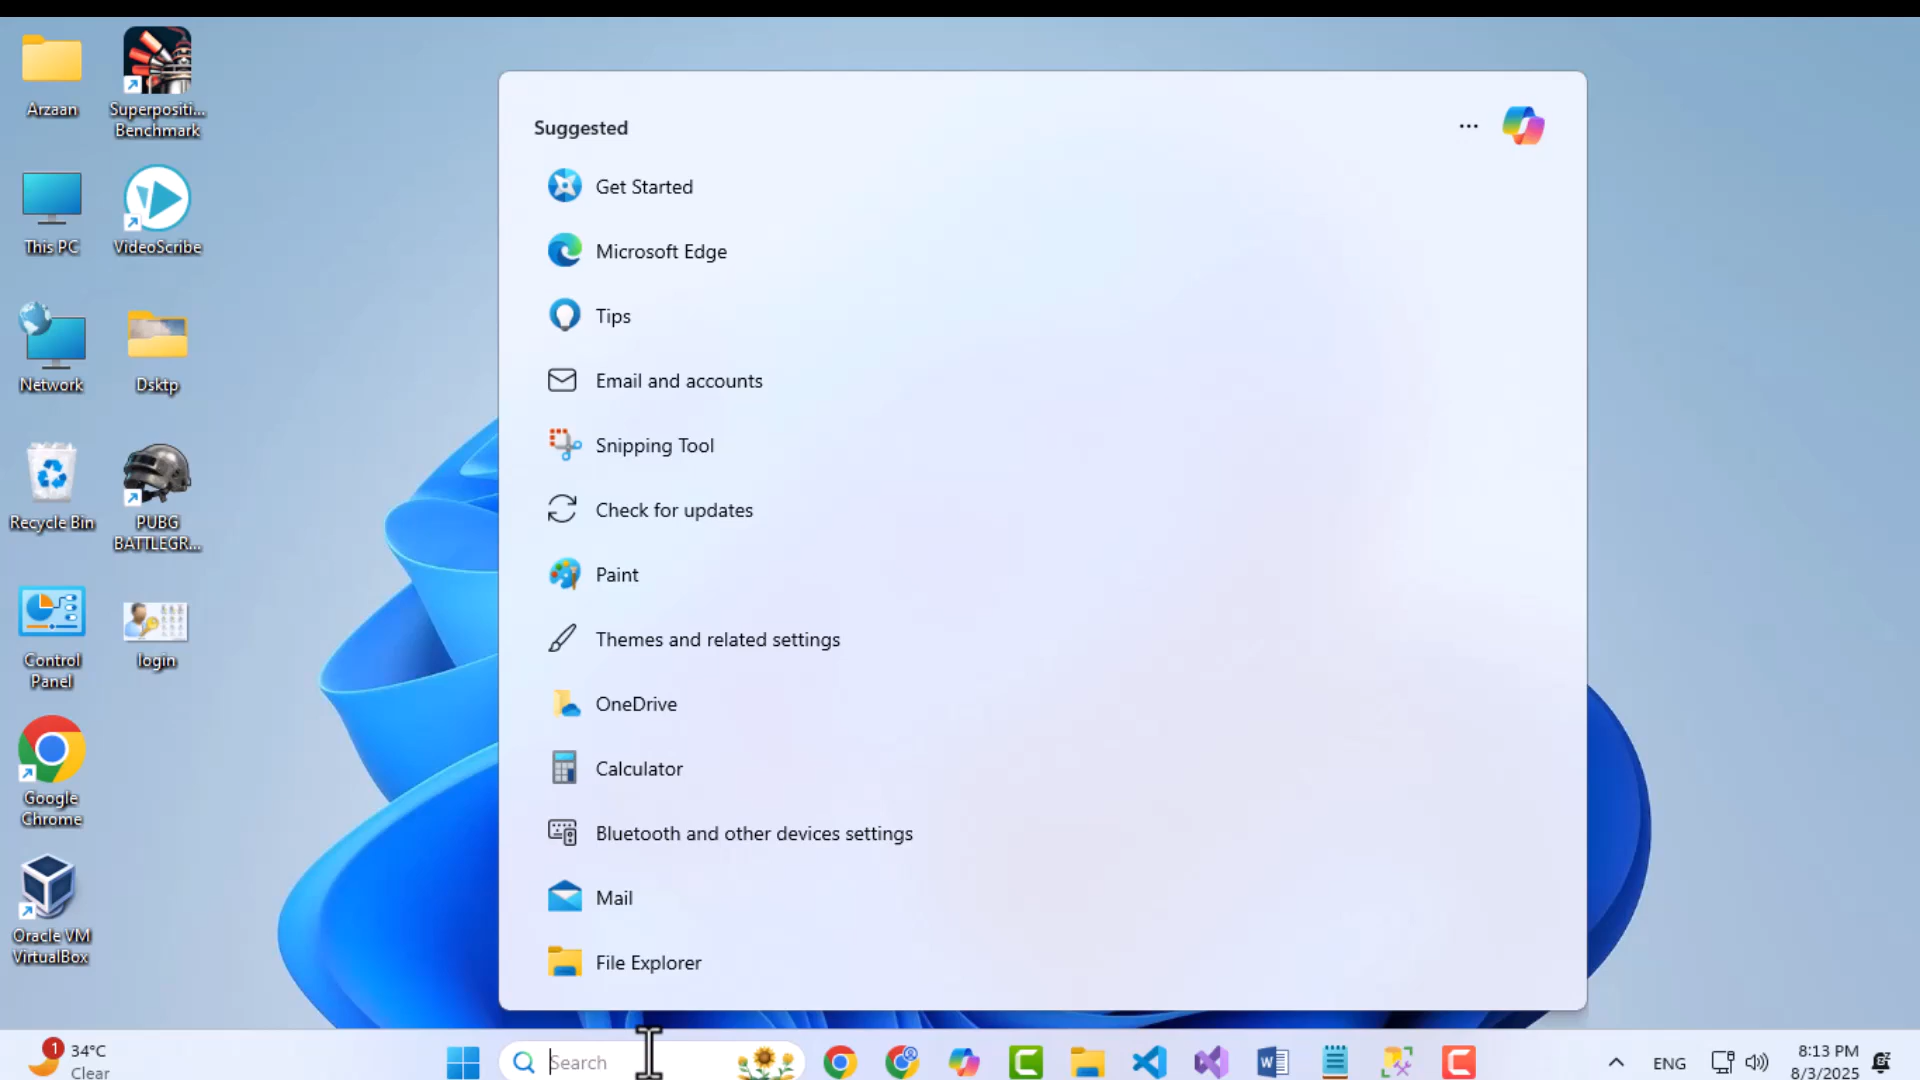 Arzaan
Superpositi...
Benchmark
This PC
VideoScribe
Network
Dsktp
Recycle Bin
PUBG
BATTLEGR...
Control
Panel
login
Google
Chrome
Oracle VM
VirtualBox
Suggested
Get Started
Microsoft Edge
Tips
Email and accounts
Snipping Tool
Check for updates
Paint
Themes and related settings
OneDrive
Calculator
Bluetooth and other devices settings
Mail
File Explorer
1
34°C
Clear
Search
ENG
8:13 PM
8/3/2025